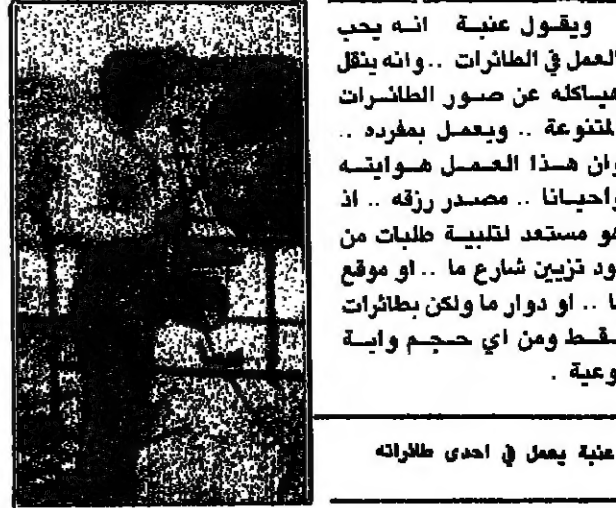 ويقول عنبة انه يحب
العمل في الطائرات .. وانه ينقل
هياكله عن صور الطائرات
المتنوعة .. ويعمل بمفرده ..
وان هذا العمل هوايته
واحيانا .. مصدر رزقه .. اذ
هو مستعد لتلبية طلبات من
يود تزيين شارع ما .. او موقع
ما .. او دوار ما ولكن بطائرات
فقط ومن اي حجم واية
نوعية .
عنبة يعمل في احدى طائراته